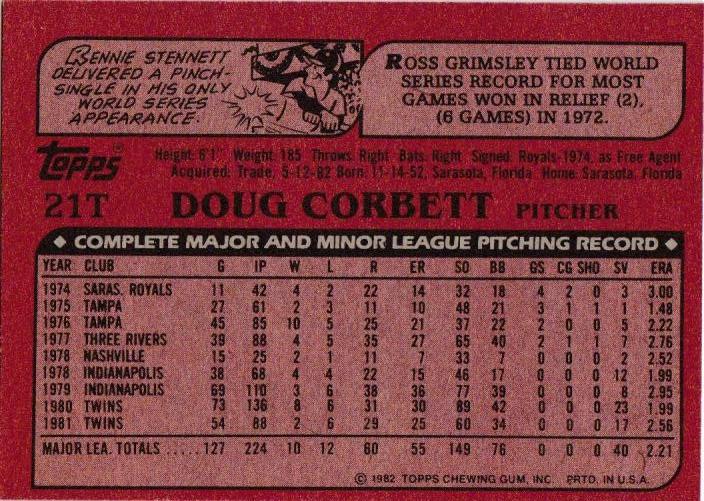 RENNIE STENNETT
DELIVERED A PINCH-
SINGLE IN HIS ONLY
WORLD SERIES
APPEARANCE.
ROSS GRIMSLEY TIED WORLD
SERIES RECORD FOR MOST
GAMES WON IN RELIEF (2),
(6 GAMES) IN 1972.
Topps®
Height: 6'1" Weight: 185 Throws: Right Bats: Right Signed: Royals-1974, as Free Agent
Acquired: Trade, 5-12-82 Born: 11-14-52, Sarasota, Florida Home: Sarasota, Florida
21T DOUG CORBETT PITCHER
◆ COMPLETE MAJOR AND MINOR LEAGUE PITCHING RECORD ◆
YEAR CLUB G IP W L R ER SO BB GS CG SHO SV ERA
1974 SARAS. ROYALS 11 42 4 2 22 14 32 18 4 2 0 3 3.00
1975 TAMPA 27 61 2 3 11 10 48 21 3 1 1 1 1.48
1976 TAMPA 45 85 10 5 25 21 37 22 2 0 0 5 2.22
1977 THREE RIVERS 39 88 4 5 35 27 65 40 2 1 1 7 2.76
1978 NASHVILLE 15 25 2 1 11 7 33 7 0 0 0 2 2.52
1978 INDIANAPOLIS 38 68 4 4 22 15 46 17 0 0 0 12 1.99
1979 INDIANAPOLIS 69 110 3 6 38 36 77 39 0 0 0 8 2.95
1980 TWINS 73 136 8 6 31 30 89 42 0 0 0 23 1.99
1981 TWINS 54 88 2 6 29 25 60 34 0 0 0 17 2.56
MAJOR LEA. TOTALS ..... 127 224 10 12 60 55 149 76 0 0 0 40 2.21
© 1982 TOPPS CHEWING GUM, INC. PRTD. IN U.S.A.